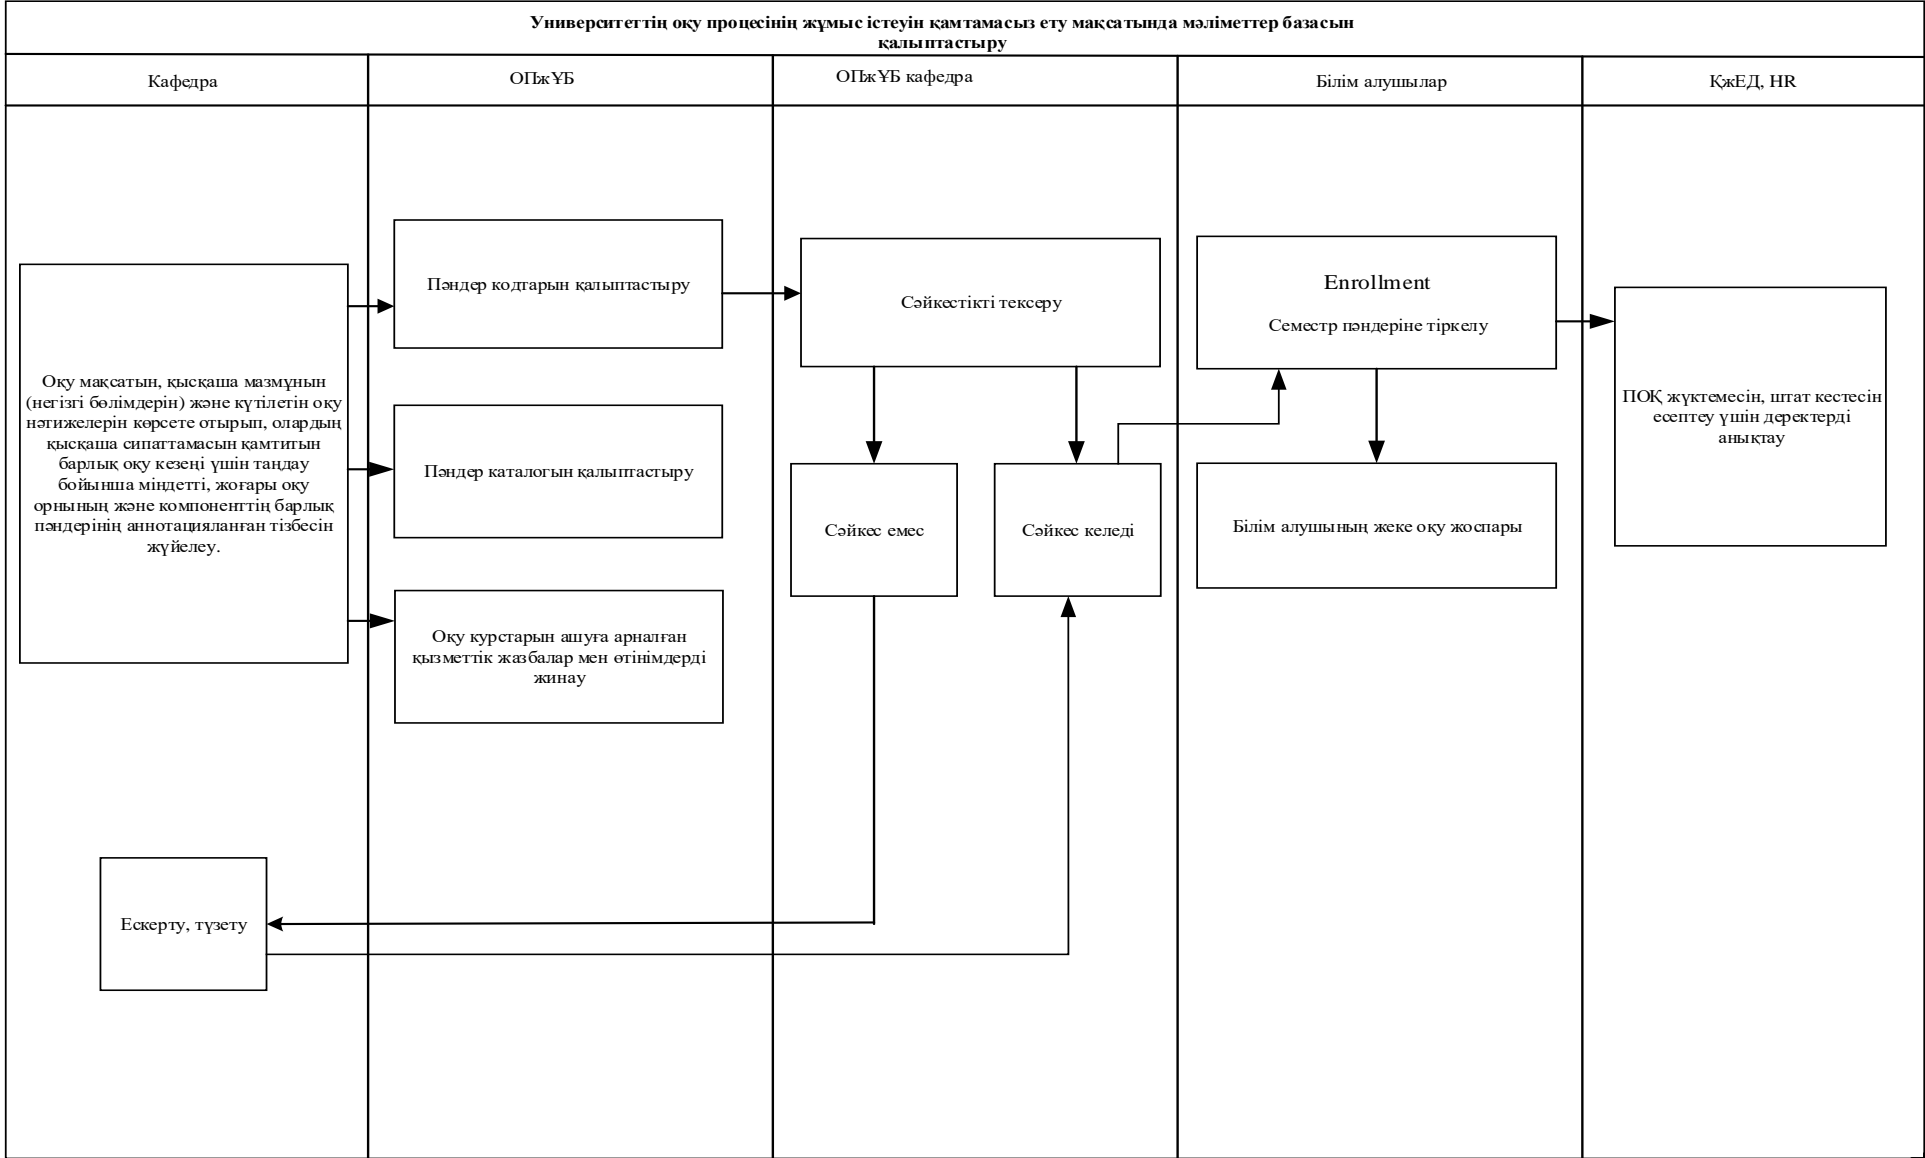 Университеттің оқу процесінің жұмыс істеуін қамтамасыз ету мақсатында мәліметтер базасын
қалыптастыру
Кафедра
ОПжҰБ
ОПжҰБ кафедра
Білім алушылар
ҚжЕД, HR
Оқу мақсатын, қысқаша мазмұнын
(негізгі бөлімдерін) және күтілетін оқу
нәтижелерін көрсете отырып, олардың
қысқаша сипаттамасын қамтитын
барлық оқу кезеңі үшін таңдау
бойынша міндетті, жоғары оқу
орнының және компоненттің барлық
пәндерінің аннотацияланған тізбесін
жүйелеу.
Ескерту, түзету
Пәндер кодтарын қалыптастыру
Пәндер каталогын қалыптастыру
Оқу курстарын ашуға арналған
қызметтік жазбалар мен өтінімдерді
жинау
Сәйкестікті тексеру
Сәйкес емес
Сәйкес келеді
Enrollment
Семестр пәндеріне тіркелу
Білім алушының жеке оқу жоспары
ПОҚ жүктемесін, штат кестесін
есептеу үшін деректерді
анықтау